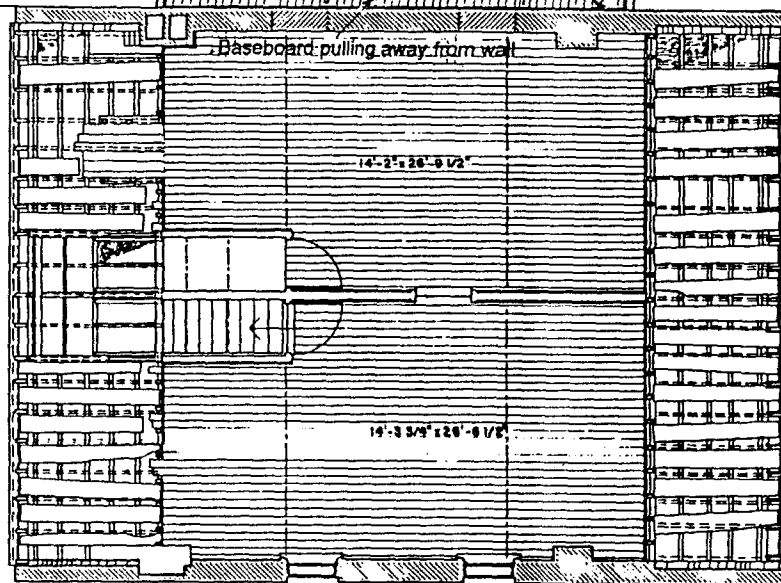 Baseboard pulling away from wall
14'-2" x 26'-9 1/2"
14'-3 3/4" x 26'-9 1/2"